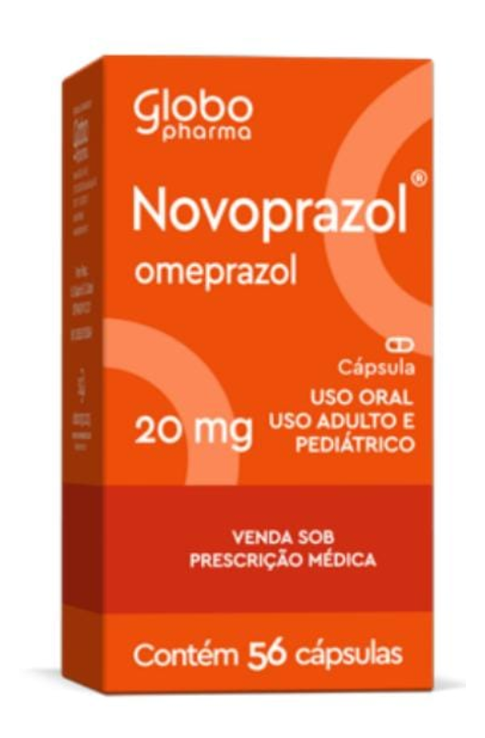 Globo
pharma
Novoprazol®
omeprazol
Cápsula
20 mg
USO ORAL
USO ADULTO E
PEDIÁTRICO
VENDA SOB
PRESCRIÇÃO MÉDICA
Contém 56 cápsulas